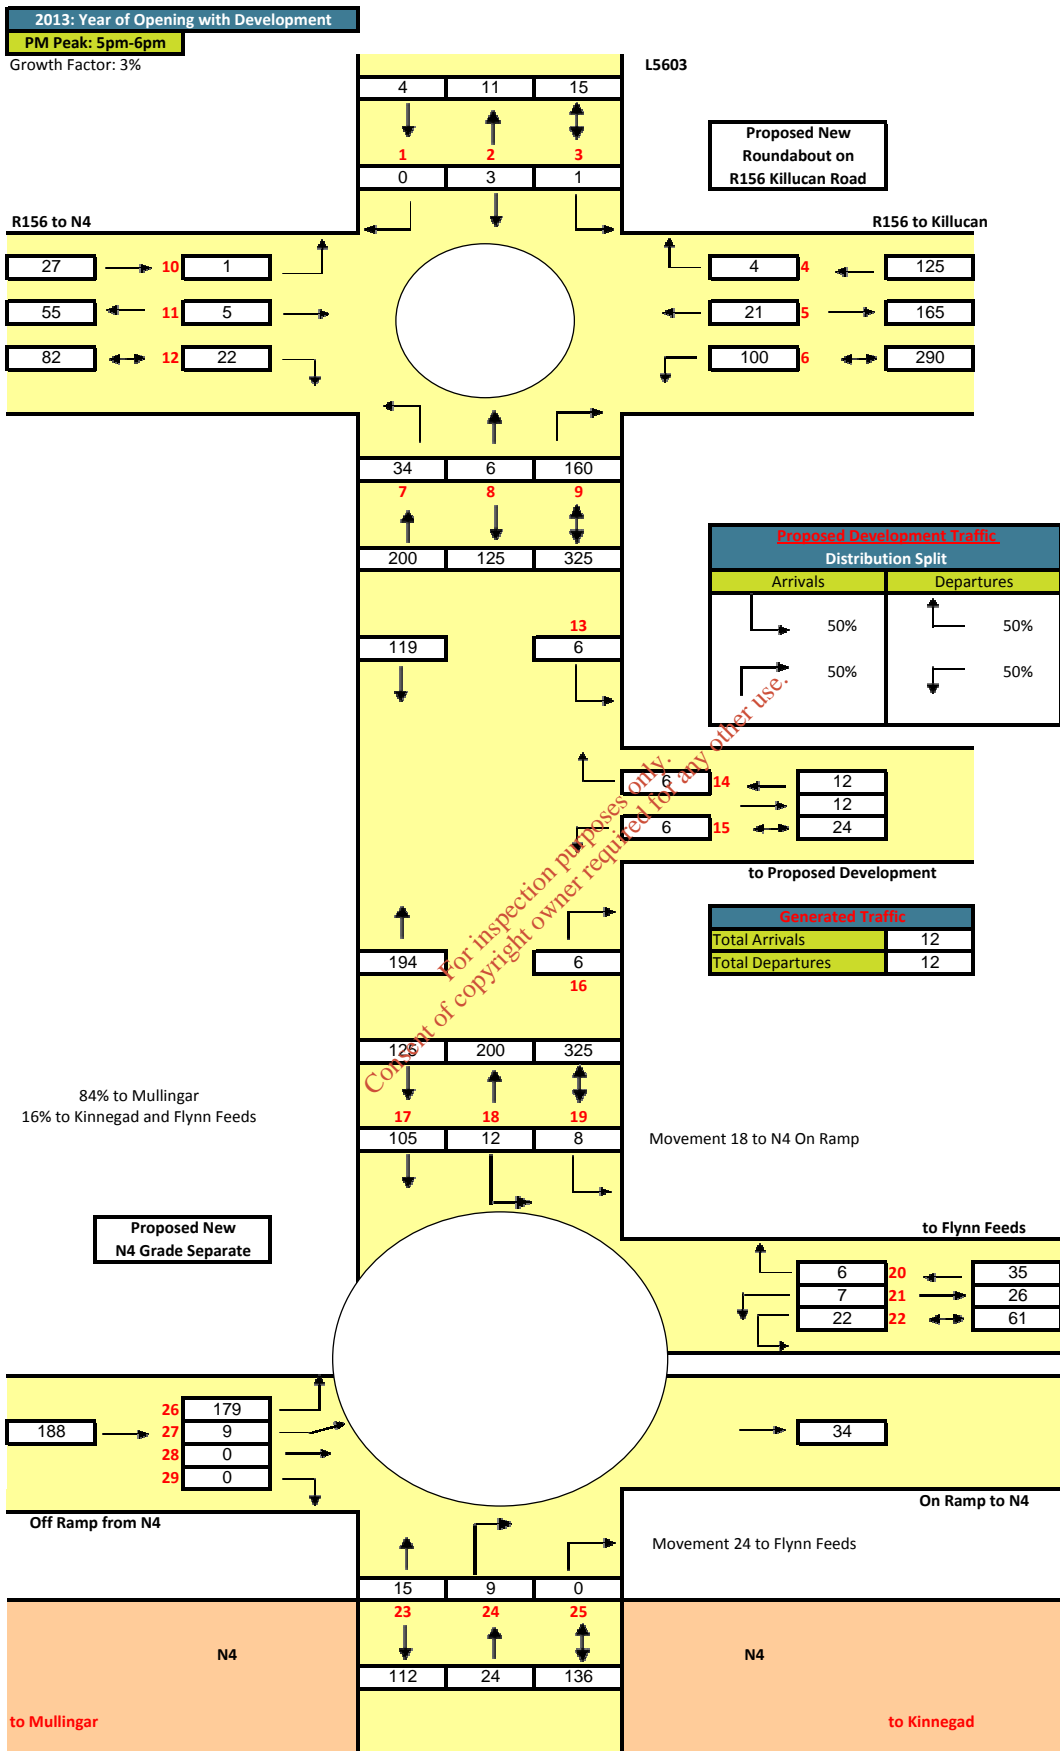 2013: Year of Opening with Development
PM Peak: 5pm-6pm
Growth Factor: 3%
L5603
4 11 15
1 2 3
0 3 1
Proposed New
Roundabout on
R156 Killucan Road
R156 to N4
R156 to Killucan
27 10 1
4 4 125
55 11 5
21 5 165
82 12 22
100 6 290
34 6 160
7 8 9
200 125 325
Proposed Development Traffic
Distribution Split
Arrivals Departures
50% 50%
50% 50%
13
119 6
6 14 12
12
6 15 24
to Proposed Development
Generated Traffic
Total Arrivals 12
Total Departures 12
194 6
16
For inspection purposes only.
Consent of copyright owner required for any other use.
125 200 325
84% to Mullingar
16% to Kinnegad and Flynn Feeds
17 18 19
105 12 8
Movement 18 to N4 On Ramp
Proposed New
N4 Grade Separate
to Flynn Feeds
6 20 35
7 21 26
22 22 61
26 179
188 27 9
28 0
29 0
34
Off Ramp from N4
On Ramp to N4
Movement 24 to Flynn Feeds
15 9 0
23 24 25
N4
N4
112 24 136
to Mullingar
to Kinnegad